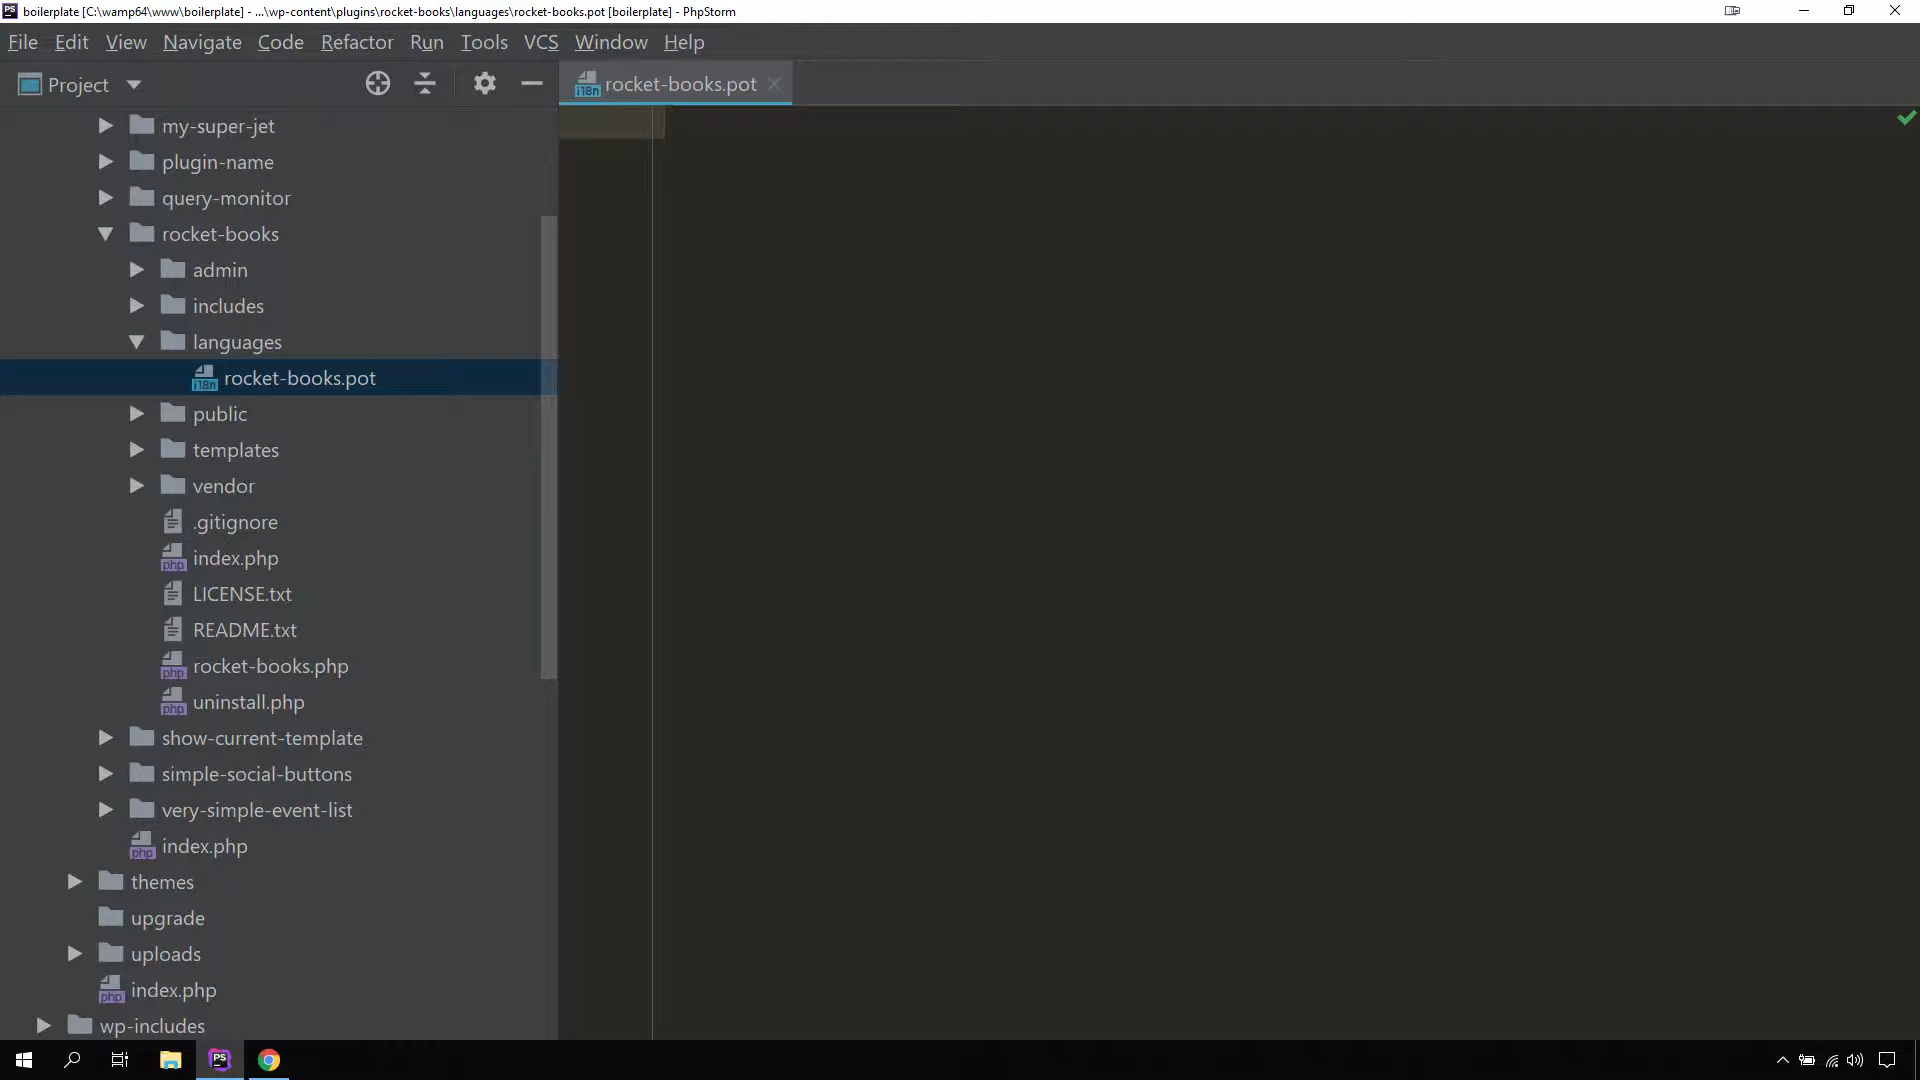 boilerplate [C:\wamp64\www\boilerplate] - ...\wp-content\plugins\rocket-books\languages\rocket-books.pot [boilerplate] - PhpStorm
File Edit View Navigate Code Refactor Run Tools VCS Window Help
Project
rocket-books.pot
my-super-jet
plugin-name
query-monitor
rocket-books
admin
includes
languages
rocket-books.pot
public
templates
vendor
.gitignore
index.php
LICENSE.txt
README.txt
rocket-books.php
uninstall.php
show-current-template
simple-social-buttons
very-simple-event-list
index.php
themes
upgrade
uploads
index.php
wp-includes